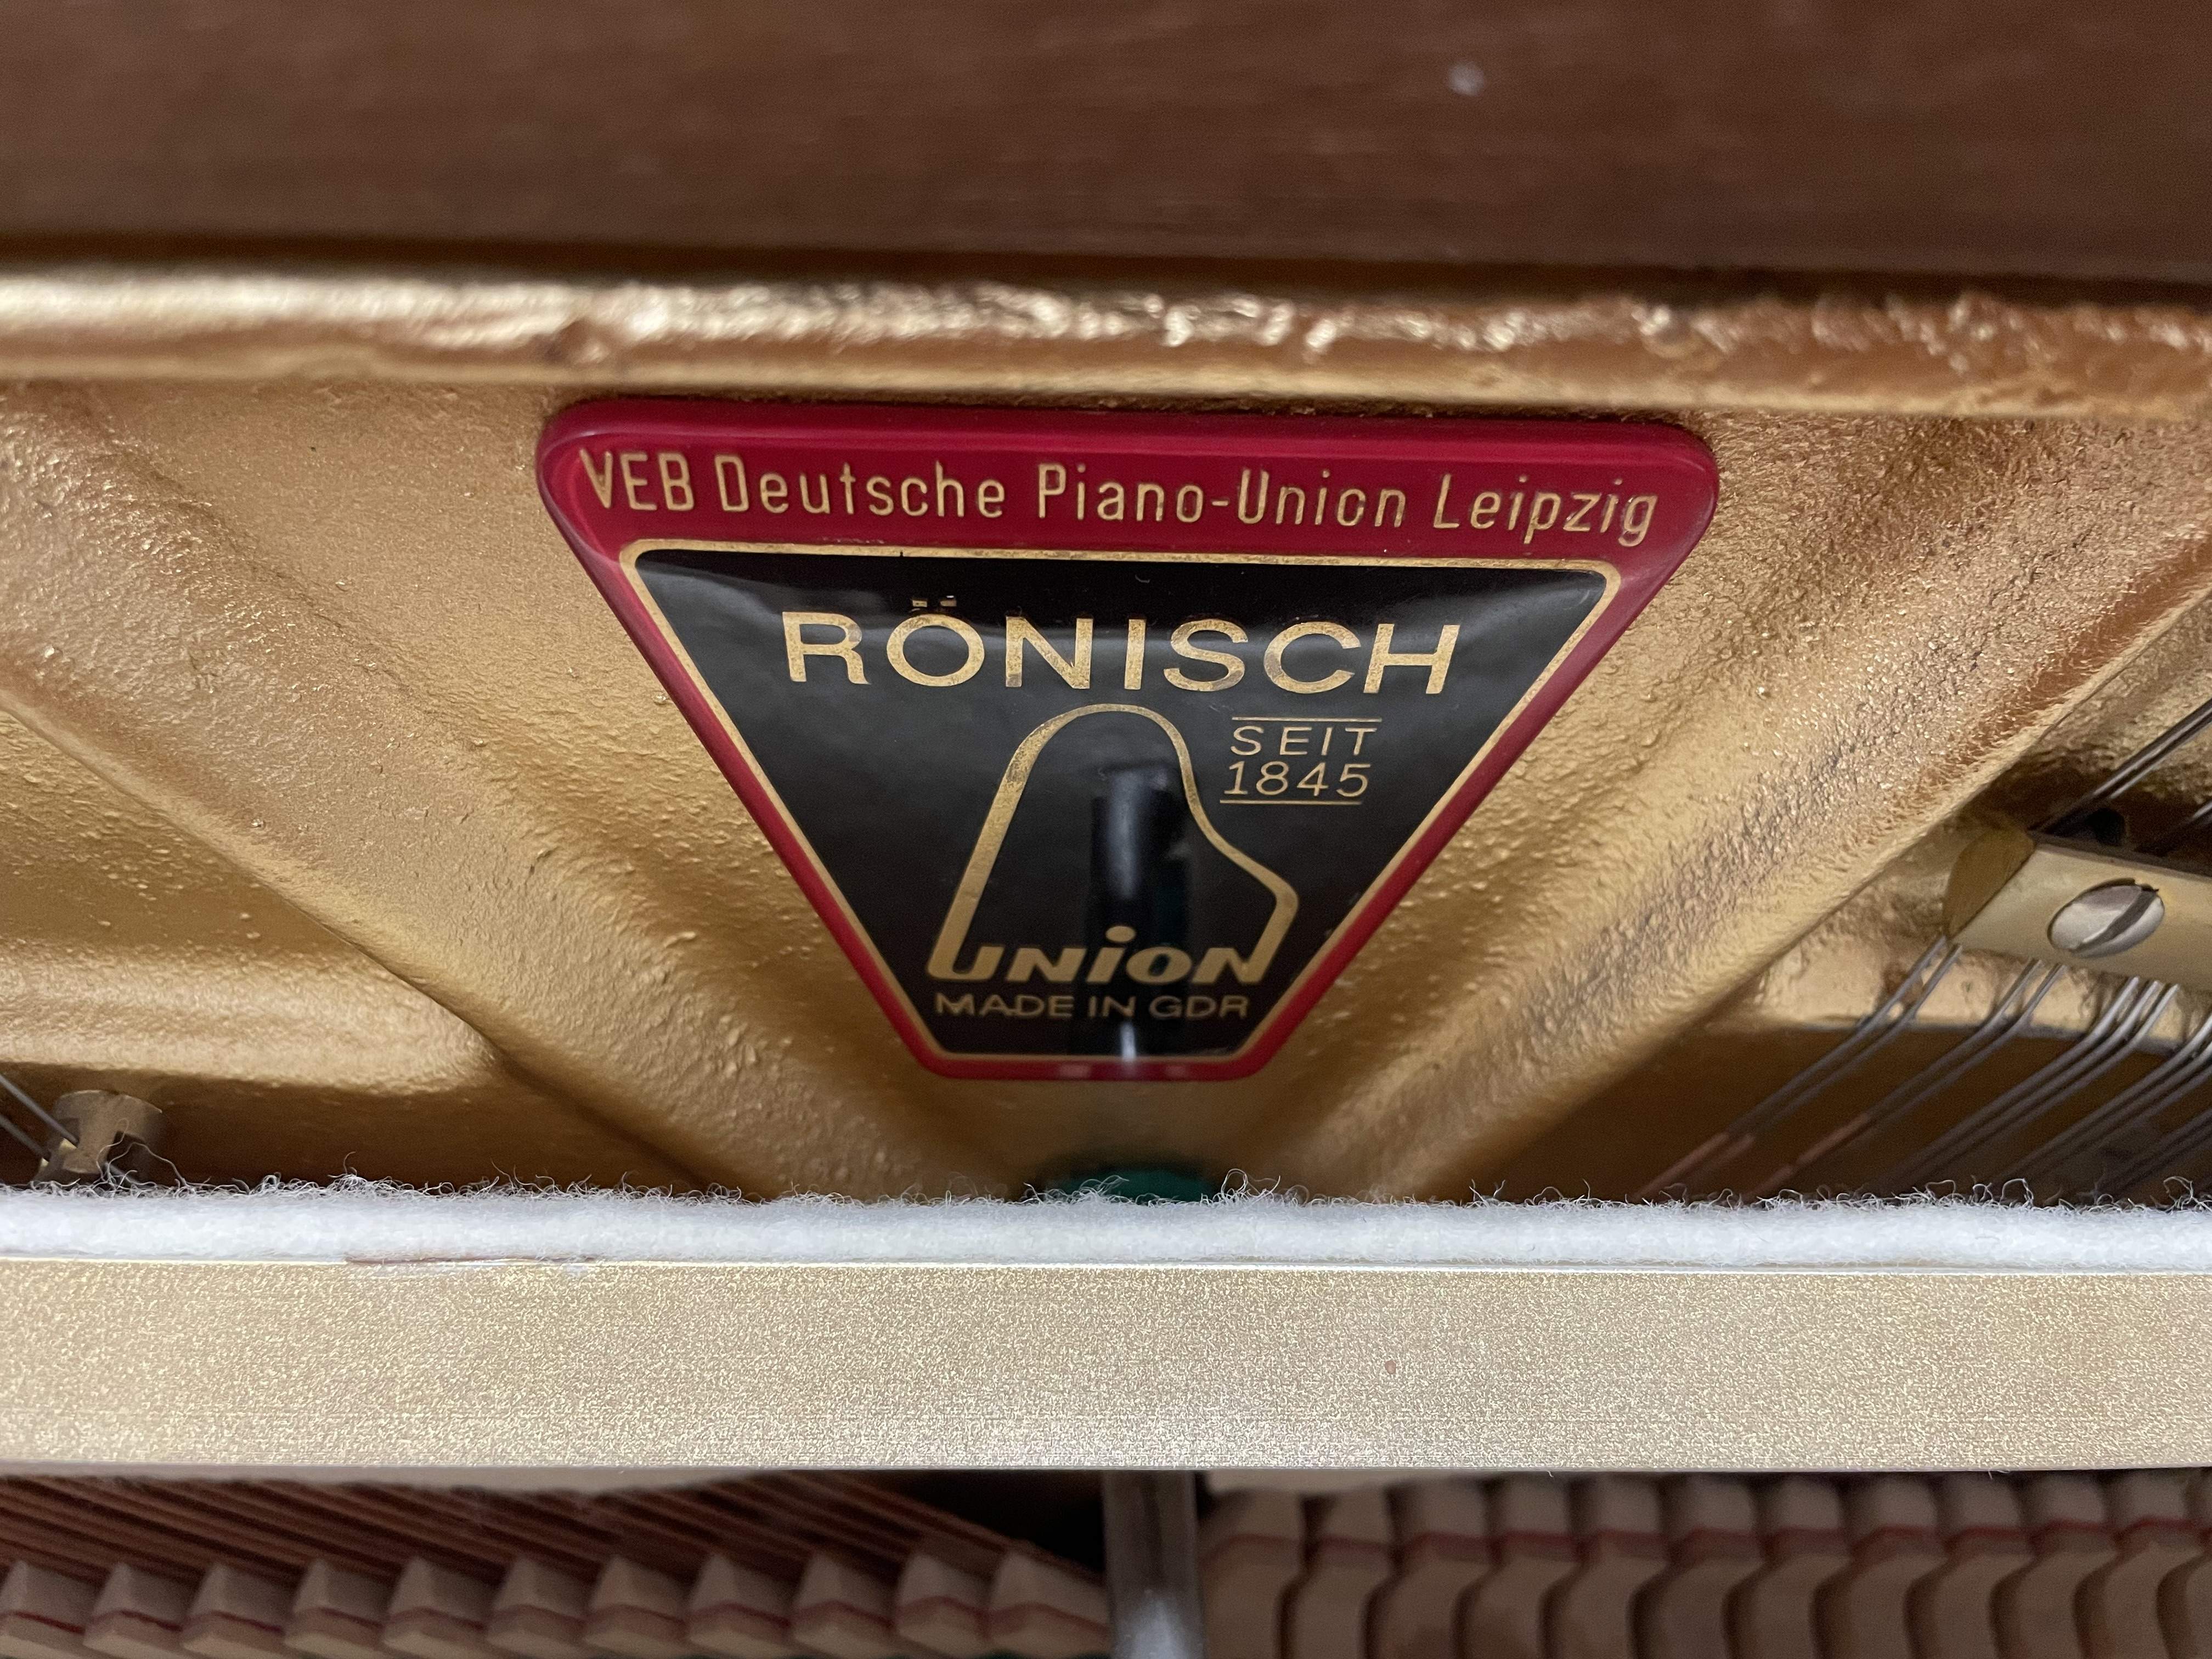 VEB Deutsche Piano-Union Leipzig
RÖNISCH
SEIT
1845
UNiON
MADE IN GDR